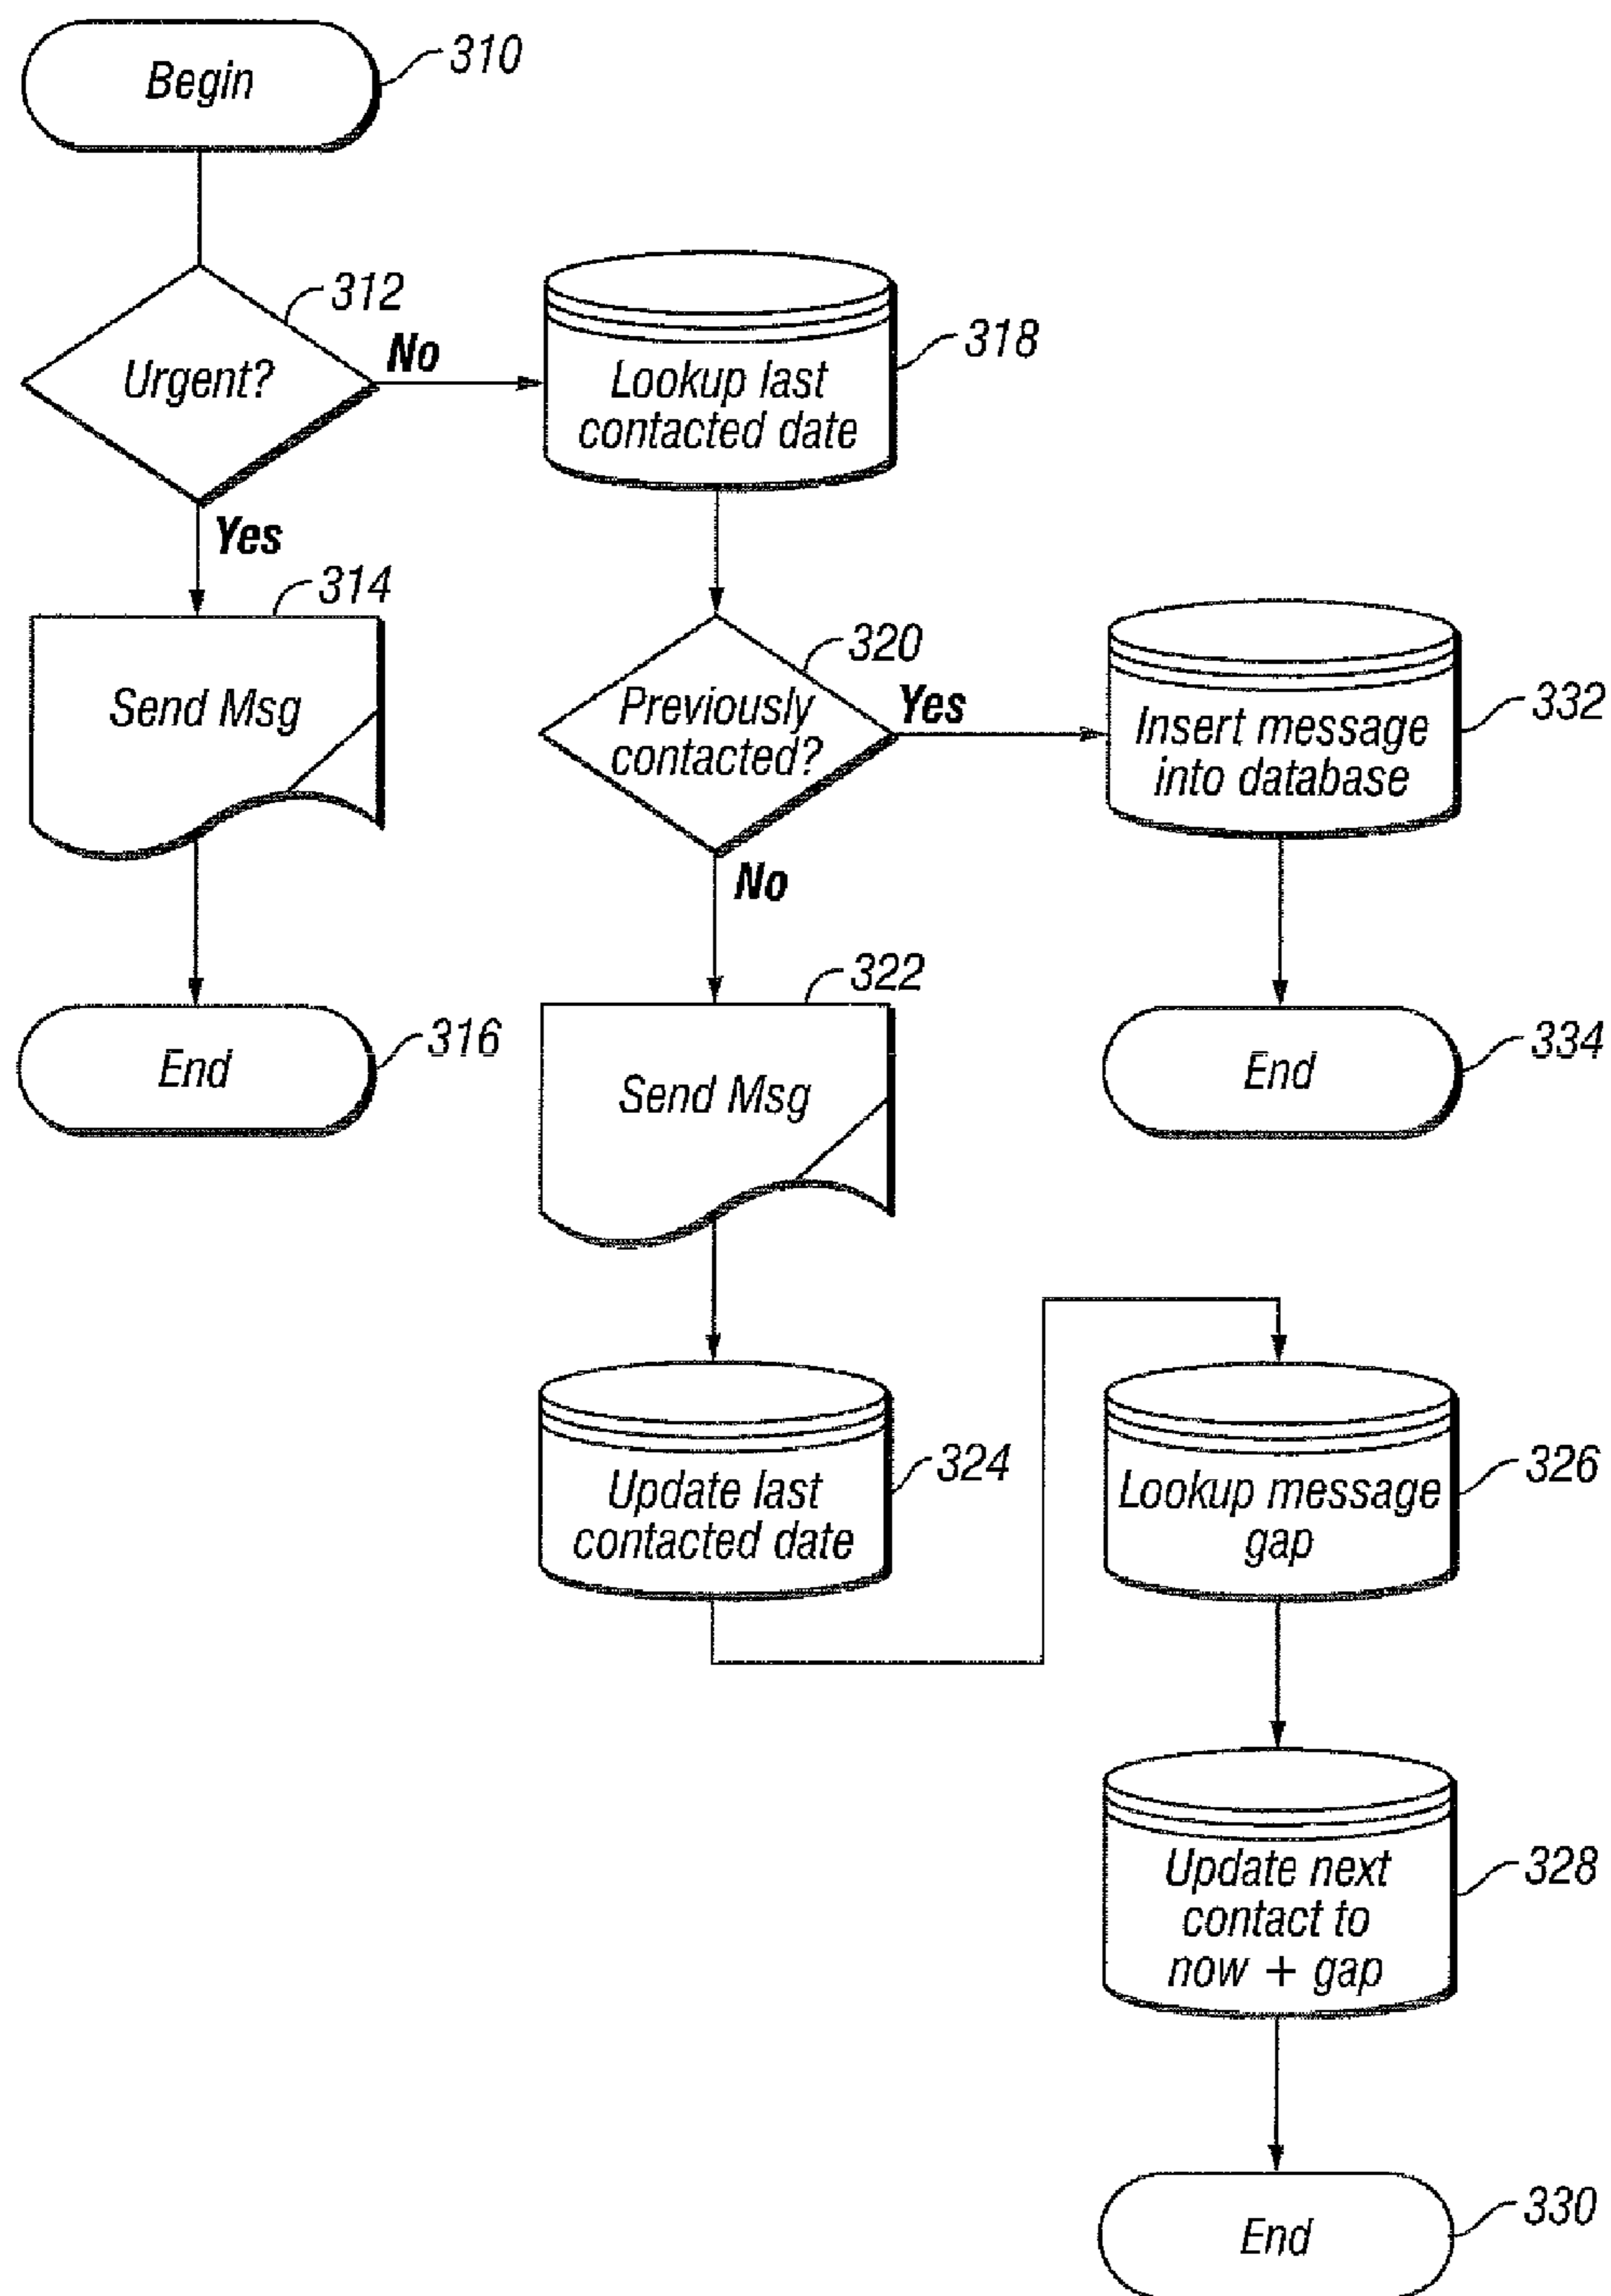 Begin
310
312
Urgent?
No
Yes
Lookup last
contacted date
318
314
Send Msg
End
316
320
Previously
contacted?
Yes
No
Insert message
into database
332
End
334
322
Send Msg
Update last
contacted date
324
Lookup message
gap
326
Update next
contact to
now + gap
328
End
330